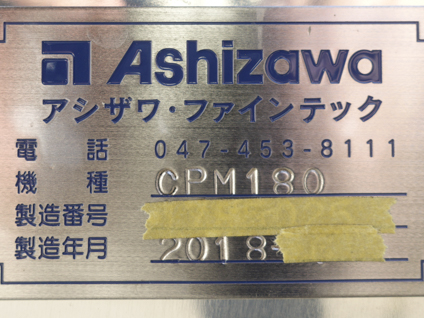 Ashizawa
アシザワ・ファインテック
電話 047-453-8111
機種 CPM180
製造番号
製造年月 2018